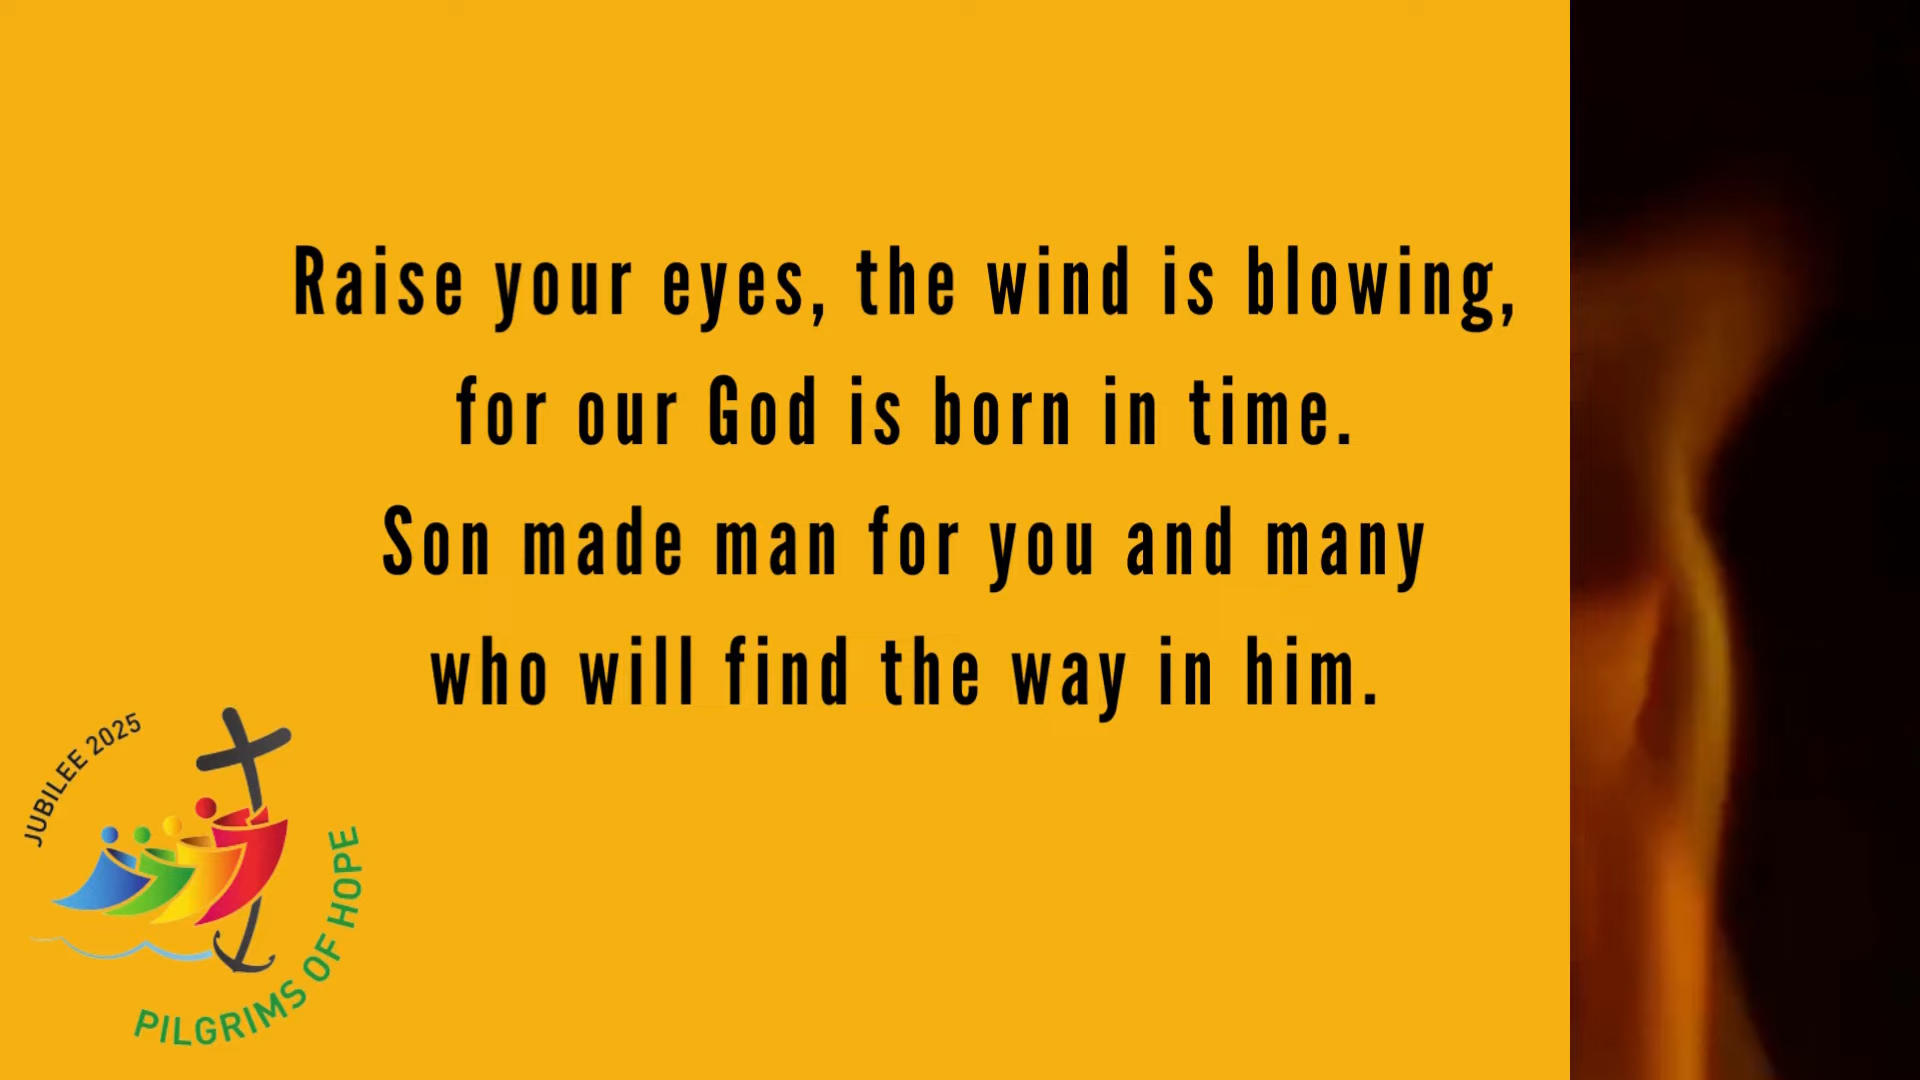 Raise your eyes, the wind is blowing,
for our God is born in time.
Son made man for you and many
who will find the way in him.
JUBILEE 2025
PILGRIMS OF HOPE